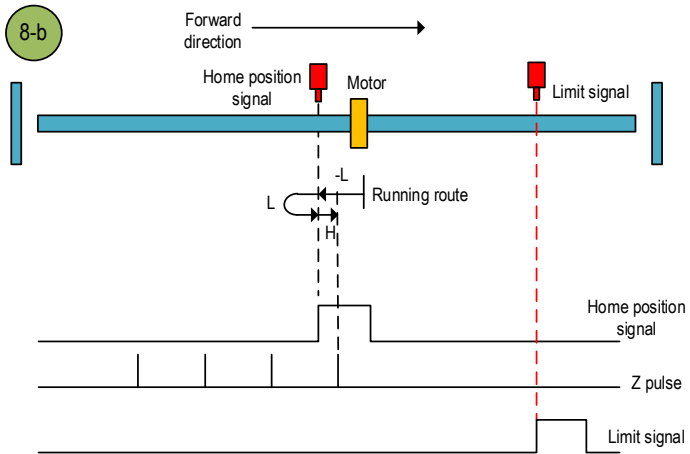 8-b
Forward
direction
Home position
signal
Motor
Limit signal
-L
Running route
L
H
Home position
signal
Z pulse
Limit signal